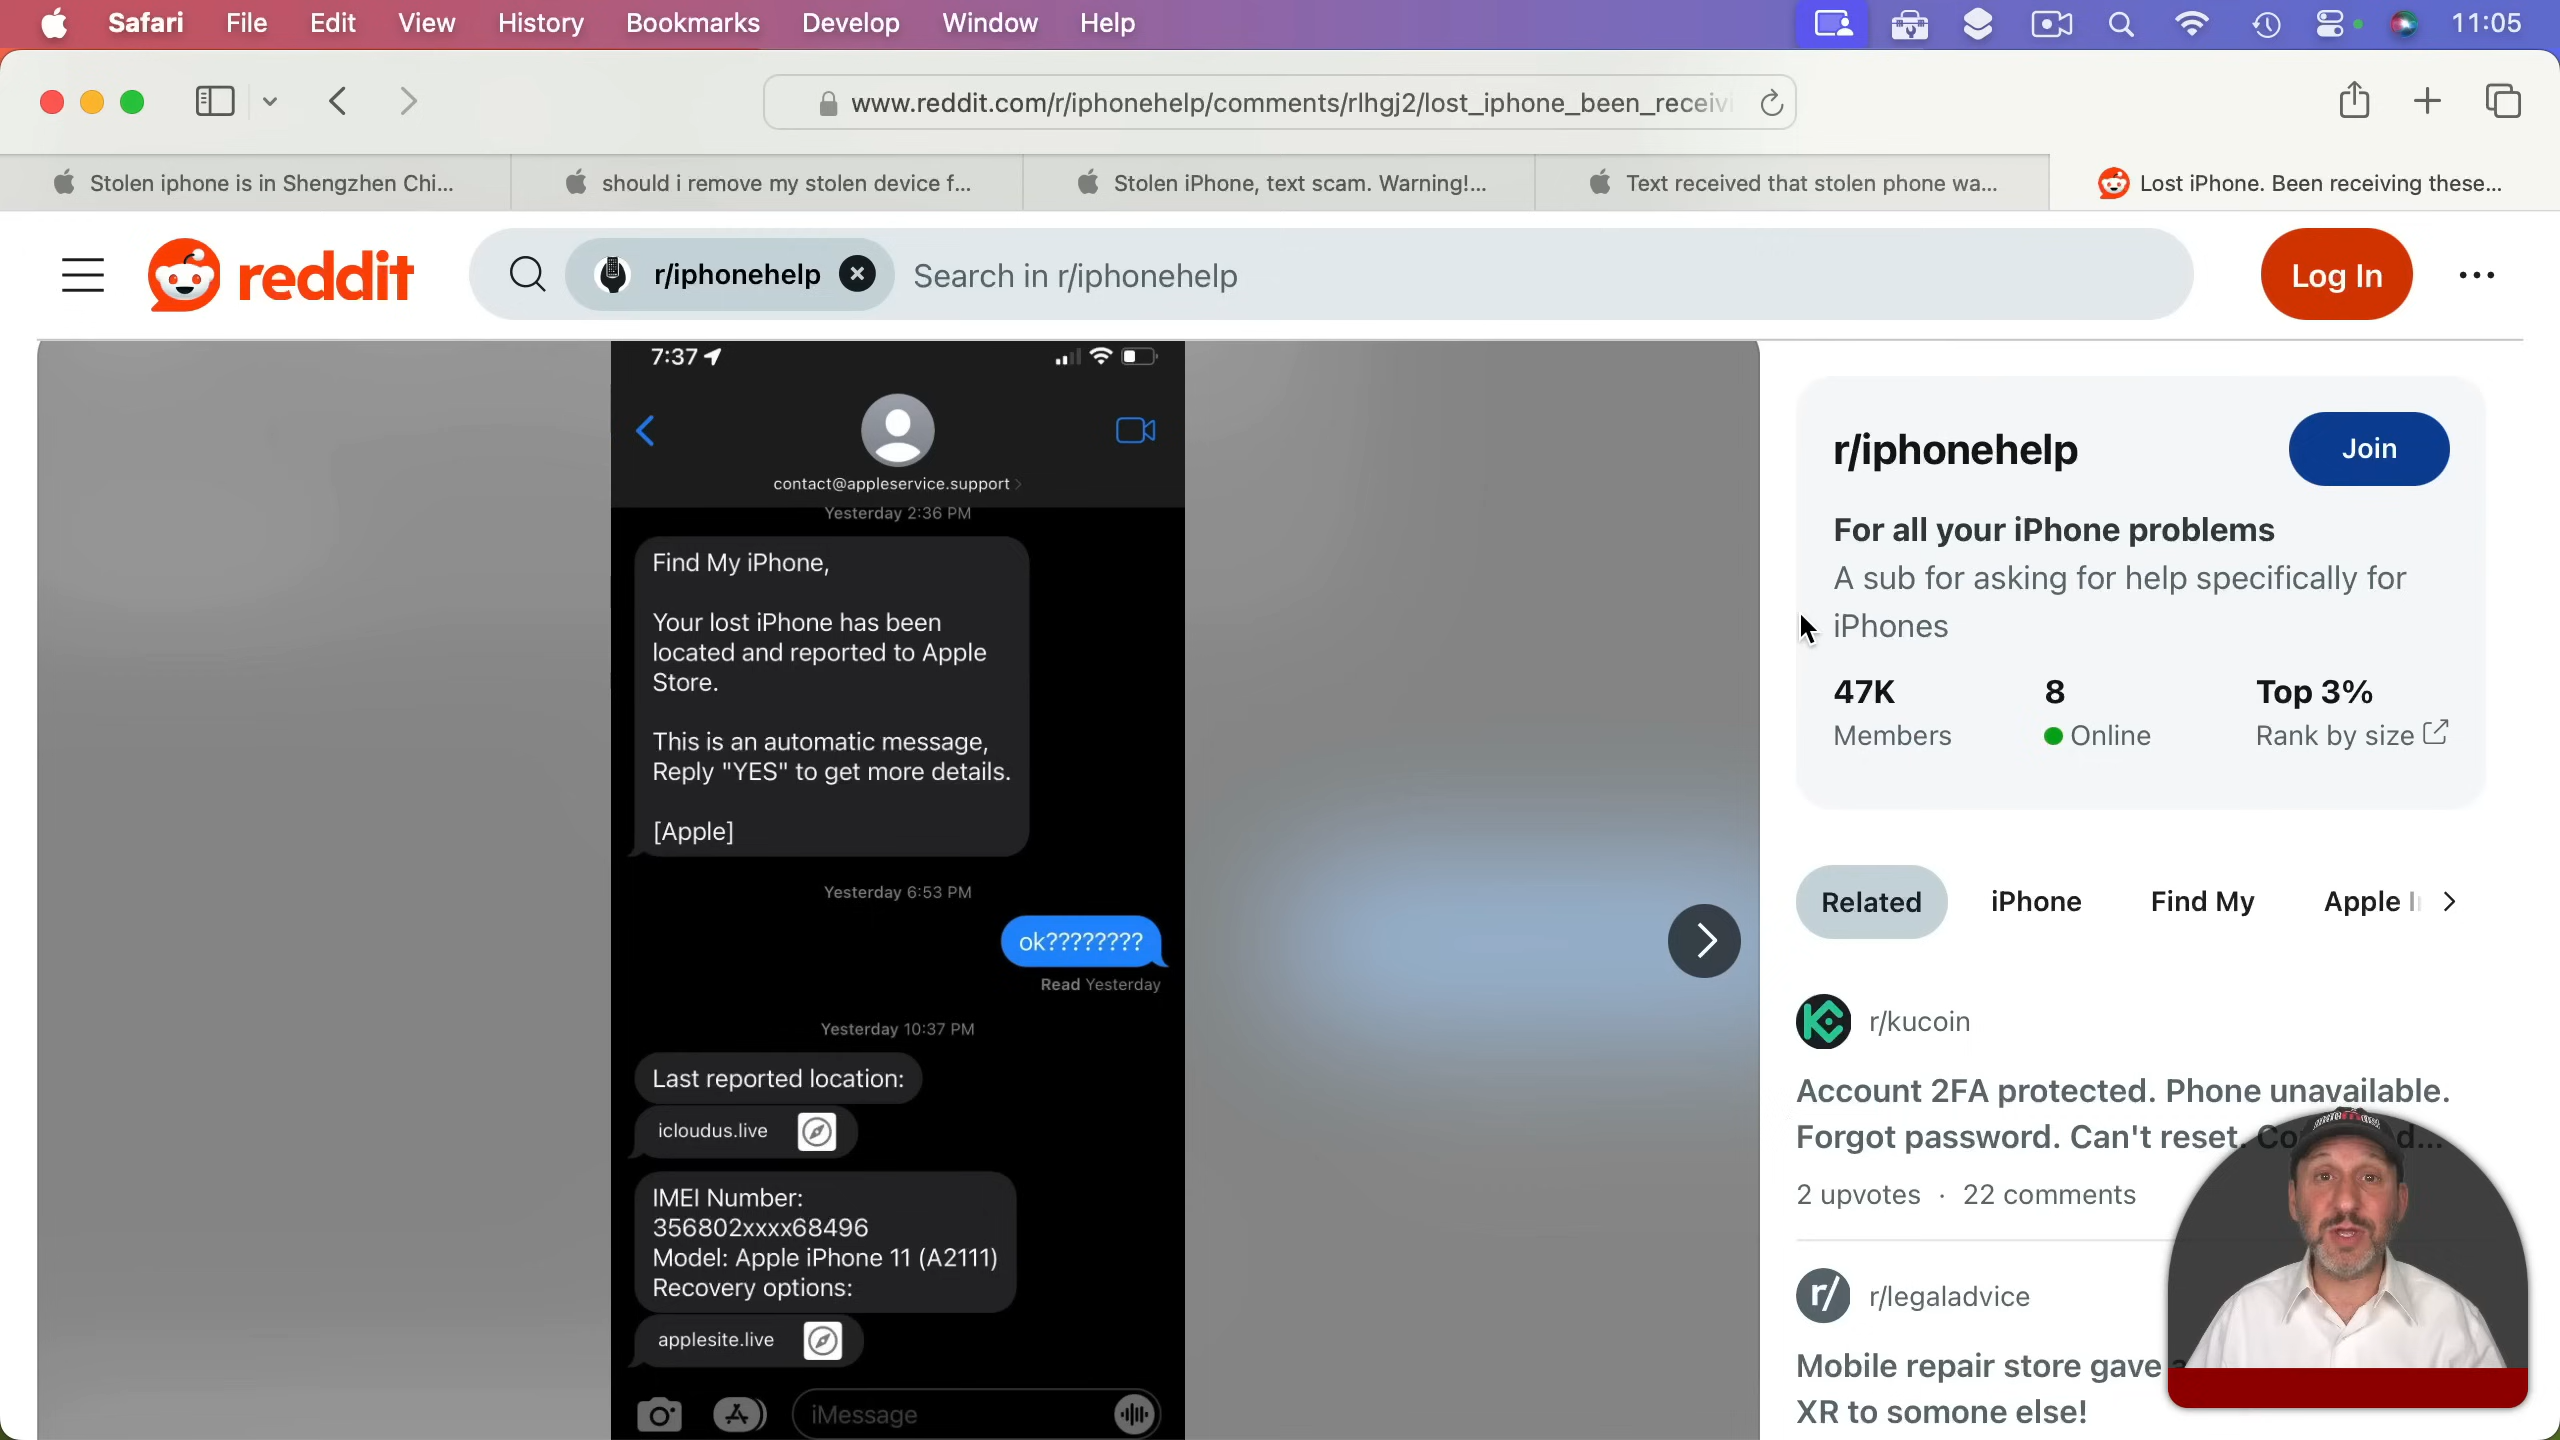 Safari File Edit View History Bookmarks Develop Window Help 11:05
www.reddit.com/r/iphonehelp/comments/rlhgj2/lost_iphone_been_receivi
Stolen iphone is in Shengzhen Chi... should i remove my stolen device f... Stolen iPhone, text scam. Warning!... Text received that stolen phone wa... Lost iPhone. Been receiving these...
reddit r/iphonehelp Search in r/iphonehelp Log In
7:37
contact@appleservice.support
Yesterday 2:36 PM
Find My iPhone,
Your lost iPhone has been
located and reported to Apple
Store.
This is an automatic message,
Reply "YES" to get more details.
[Apple]
Yesterday 6:53 PM
ok????????
Read Yesterday
Yesterday 10:37 PM
Last reported location:
icloudus.live
IMEI Number:
356802xxxx68496
Model: Apple iPhone 11 (A2111)
Recovery options:
applesite.live
iMessage
r/iphonehelp Join
For all your iPhone problems
A sub for asking for help specifically for
iPhones
47K 8 Top 3%
Members Online Rank by size
Related iPhone Find My Apple
r/kucoin
Account 2FA protected. Phone unavailable.
Forgot password. Can't reset.
2 upvotes · 22 comments
r/ r/legaladvice
Mobile repair store gave
XR to somone else!